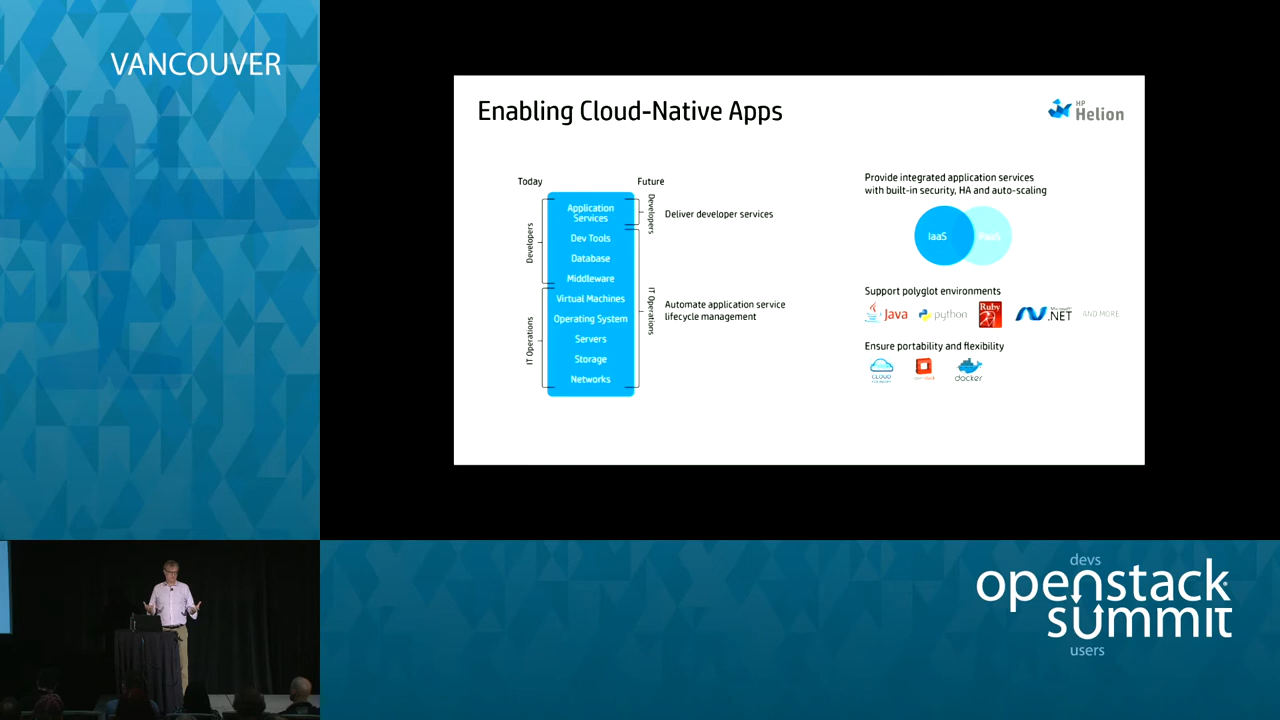 VANCOUVER
Enabling Cloud-Native Apps
HP
Helion
Today
Future
Developers
IT Operations
Application
Services
Dev Tools
Database
Middleware
Virtual Machines
Operating System
Servers
Storage
Networks
Developers
IT Operations
Deliver developer services
Automate application service
lifecycle management
Provide integrated application services
with built-in security, HA and auto-scaling
IaaS
PaaS
Support polyglot environments
Java
python
Ruby
Microsoft
.NET
AND MORE
Ensure portability and flexibility
CLOUD
openstack
docker
devs
openstack
summit
users